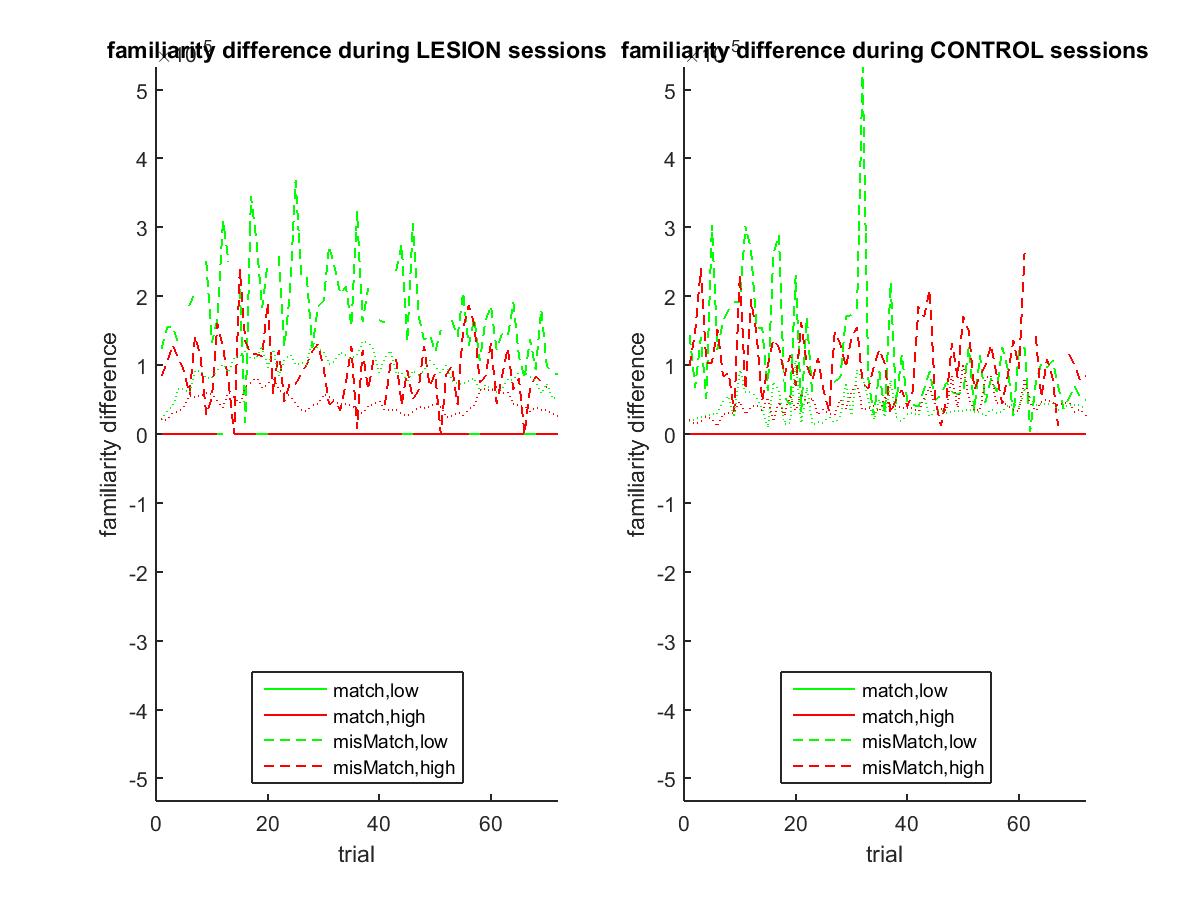 familiarity difference during LESION sessions
familiarity difference
5
4
3
2
1
0
-1
-2
-3
-4
-5
match,low
match,high
misMatch,low
misMatch,high
0 20 40 60
trial
familiarity difference during CONTROL sessions
familiarity difference
5
4
3
2
1
0
-1
-2
-3
-4
-5
match,low
match,high
misMatch,low
misMatch,high
0 20 40 60
trial